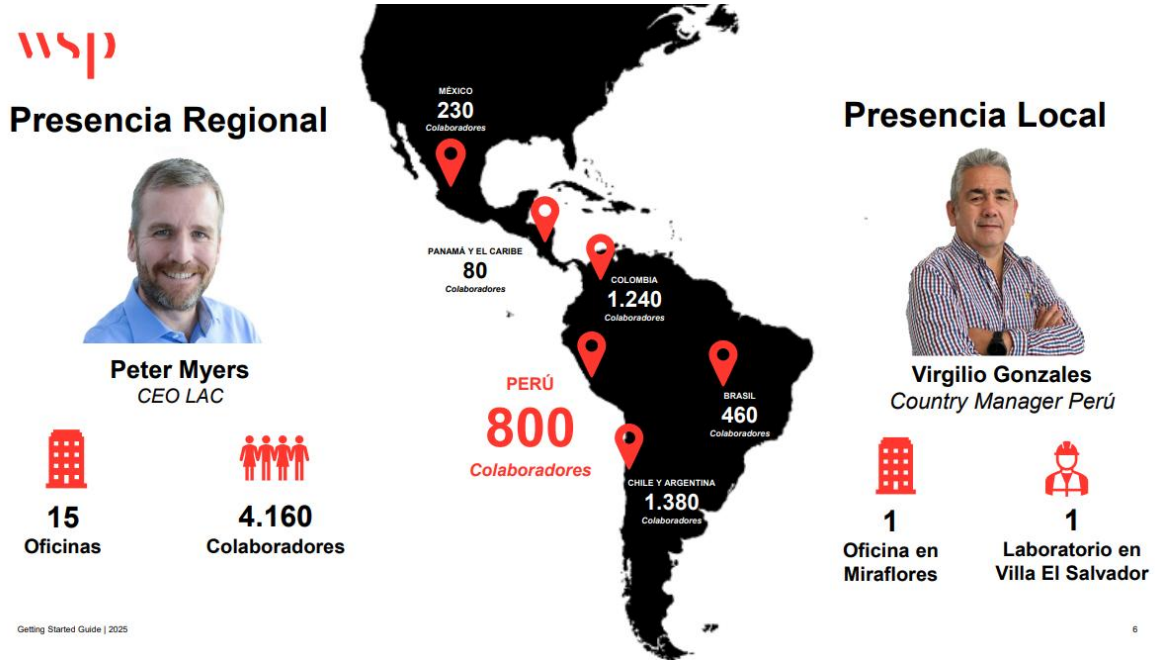 wsp
Presencia Regional
Peter Myers
CEO LAC
15
Oficinas
4.160
Colaboradores
MÉXICO
230
Colaboradores
PANAMÁ Y EL CARIBE
80
Colaboradores
COLOMBIA
1.240
Colaboradores
PERÚ
800
Colaboradores
BRASIL
460
Colaboradores
CHILE Y ARGENTINA
1.380
Colaboradores
Presencia Local
Virgilio Gonzales
Country Manager Perú
1
Oficina en
Miraflores
1
Laboratorio en
Villa El Salvador
Getting Started Guide | 2025
6